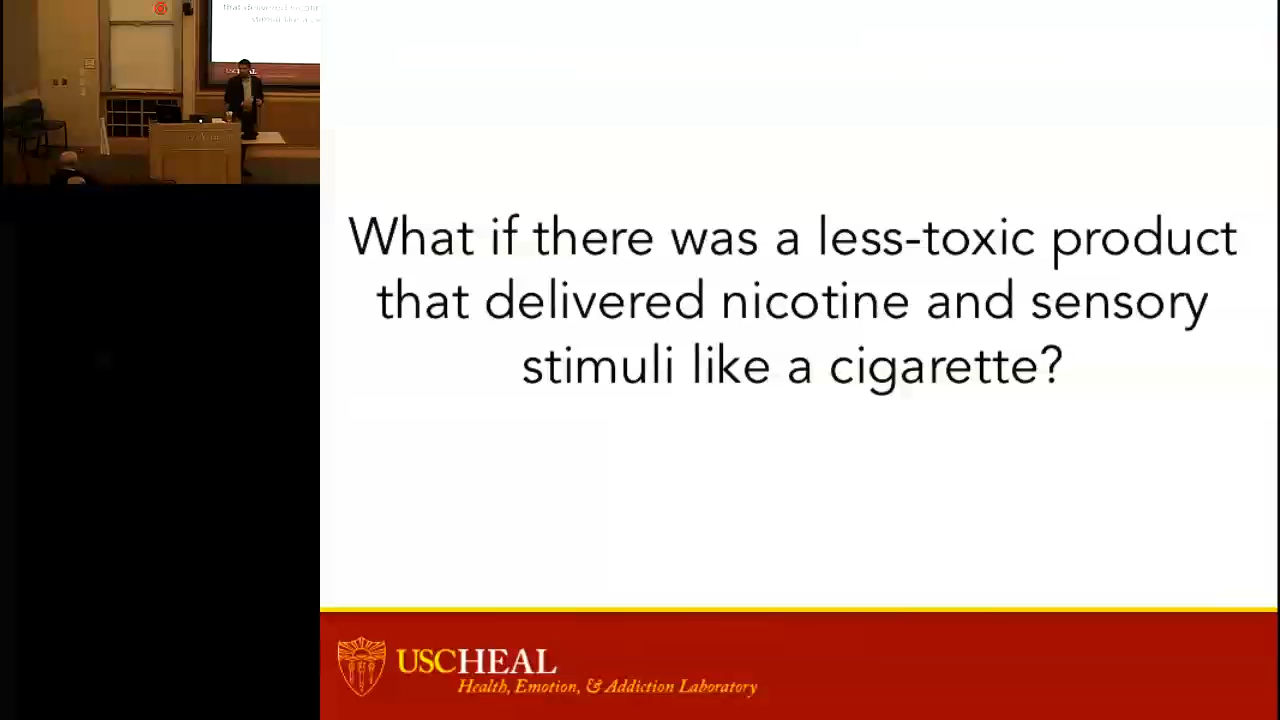 What if there was a less-toxic product
that delivered nicotine and sensory
stimuli like a cigarette?
USCHEAL
Health, Emotion, & Addiction Laboratory